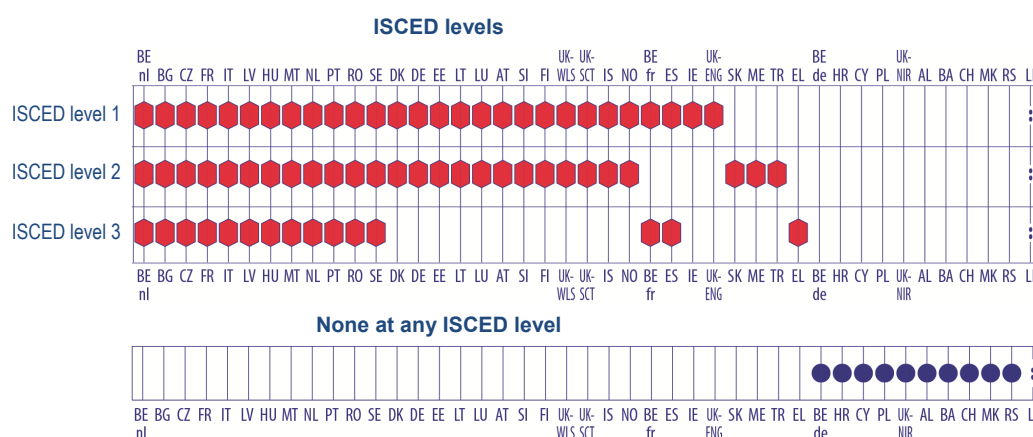 ISCED levels
BE nl BG CZ FR IT LV HU MT NL PT RO SE DK DE EE LT LU AT SI FI UK-WLS UK-SCT IS NO BE fr ES IE UK-ENG SK ME TR EL BE de HR CY PL UK-NIR AL BA CH MK RS
ISCED level 1
ISCED level 2
ISCED level 3
BE nl BG CZ FR IT LV HU MT NL PT RO SE DK DE EE LT LU AT SI FI UK-WLS UK-SCT IS NO BE fr ES IE UK-ENG SK ME TR EL BE de HR CY PL UK-NIR AL BA CH MK RS
None at any ISCED level
BE nl BG CZ FR IT LV HU MT NL PT RO SE DK DE EE LT LU AT SI FI UK-WLS UK-SCT IS NO BE fr ES IE UK-ENG SK ME TR EL BE de HR CY PL UK-NIR AL BA CH MK RS